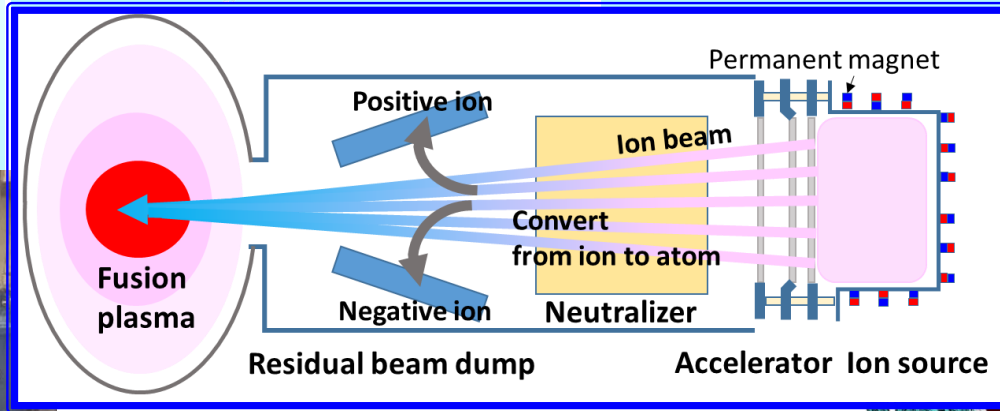 Permanent magnet
Positive ion
Ion beam
Convert
from ion to atom
Fusion
plasma
Negative ion
Neutralizer
Residual beam dump
Accelerator
Ion source